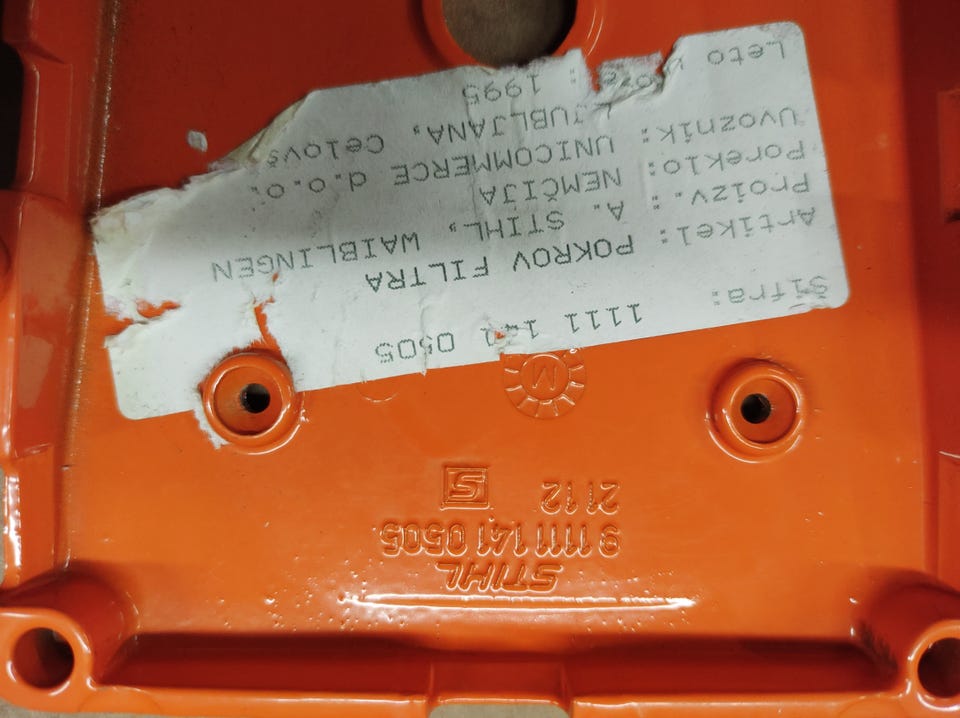 STIHL
9 1111 141 0505
2112 S
M
Šifra: 1111 141 0505
Artikel: POKROV FILTRA
Proizv.: A. STIHL, WAIBLINGEN
Poreklo: NEMČIJA
Uvoznik: UNICOMMERCE d.o.o.
LJUBLJANA,
Leto : 1995